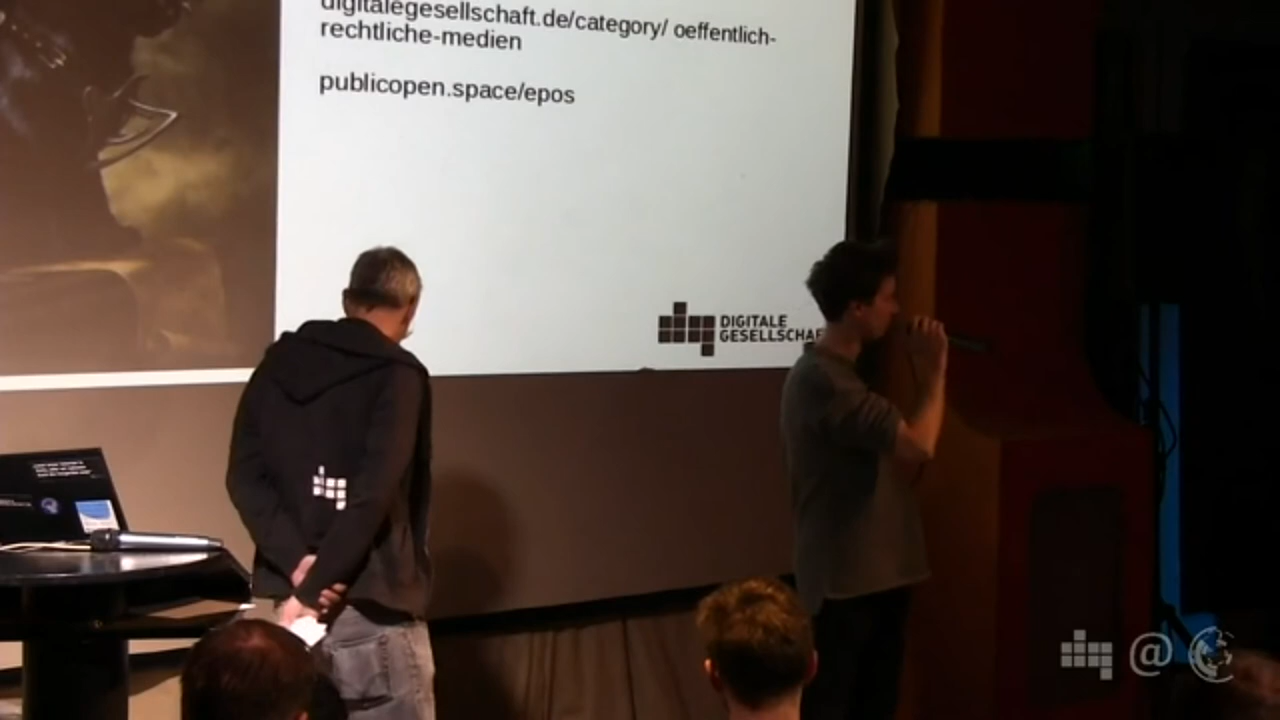 digitalegesellschaft.de/category/ oeffentlich-
rechtliche-medien
publicopen.space/epos
DIGITALE
GESELLSCHAF
@